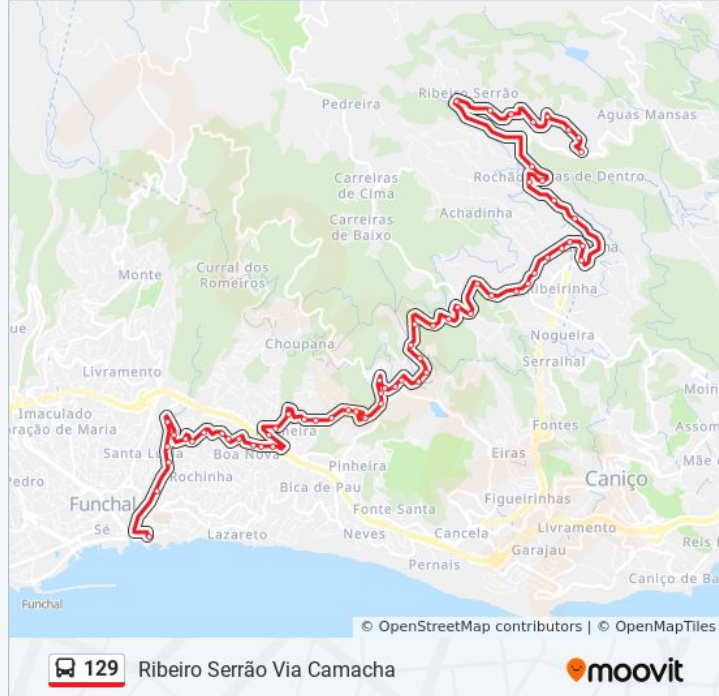 Ribeiro Serrão
Pedreira
Aguas Mansas
Carreiras
de Cima
Rochão
as de Dentro
Achadinha
Carreiras
de Baixo
Monte
Curral dos
Romeiros
Ribeirinha
Choupana
Nogueira
Serralhal
Livramento
Imaculado
oração de Maria
Santa Lu
Boa Nova
neira
Rochinha
Pinheira
Bica de Pau
Fontes
Eiras
Assom
Moin
Mãe d
Pedro
Caniço
Figueirinhas
Fonte Santa
Funchal
Sé
Lazareto
Neves
Cancela
Livramento
Garajau
Reis M
Pernais
Caniço de Ba
Funchal
© OpenStreetMap contributors | © OpenMapTiles
129 Ribeiro Serrão Via Camacha
moovit